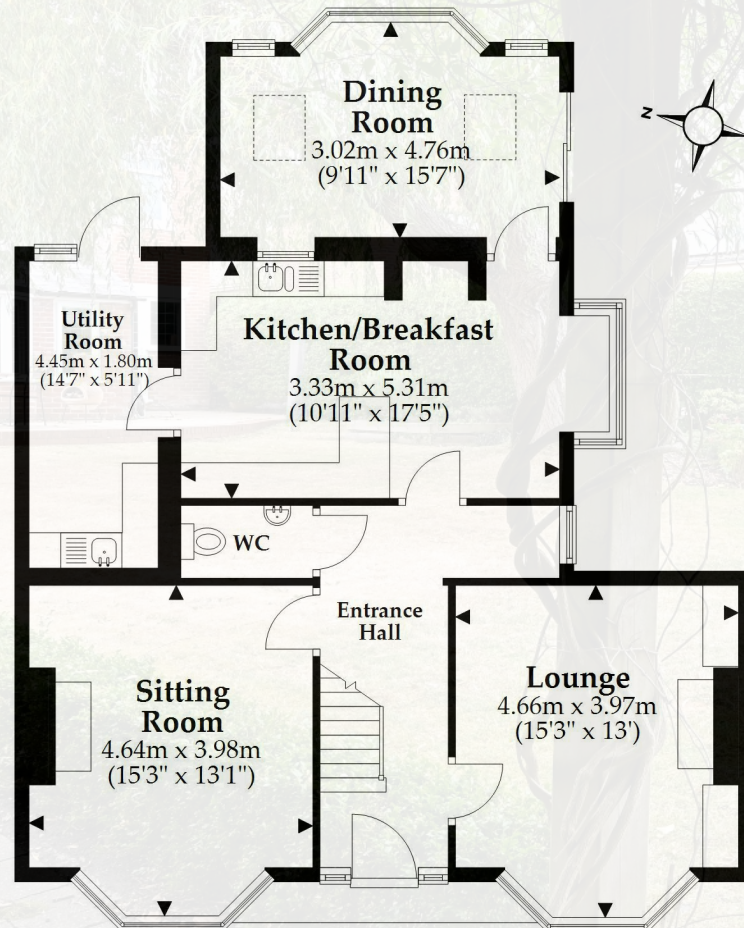 Dining
Room
3.02m x 4.76m
(9'11" x 15'7")
N
Utility
Room
4.45m x 1.80m
(14'7" x 5'11")
Kitchen/Breakfast
Room
3.33m x 5.31m
(10'11" x 17'5")
WC
Entrance
Hall
Sitting
Room
4.64m x 3.98m
(15'3" x 13'1")
Lounge
4.66m x 3.97m
(15'3" x 13')